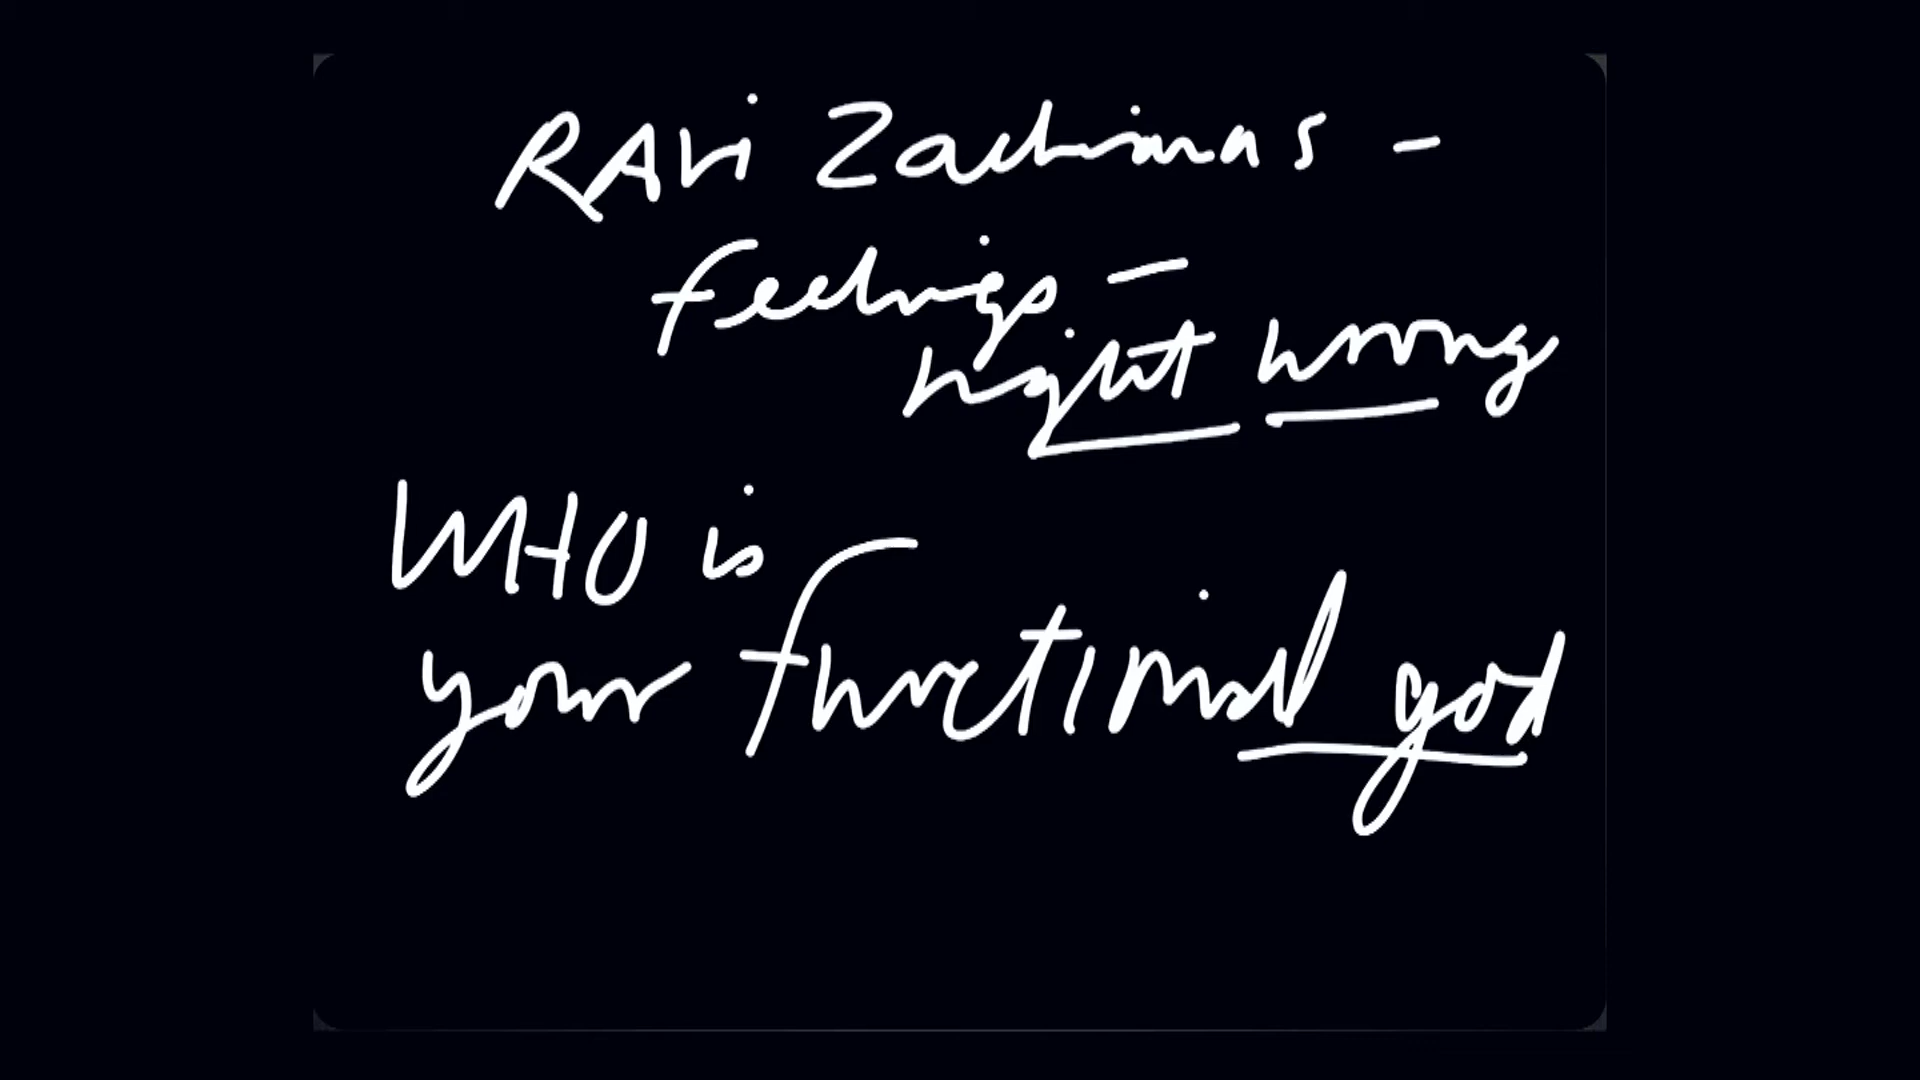 RAvi Zacharias -
feelings -
right wrong
WHO is
your functional god